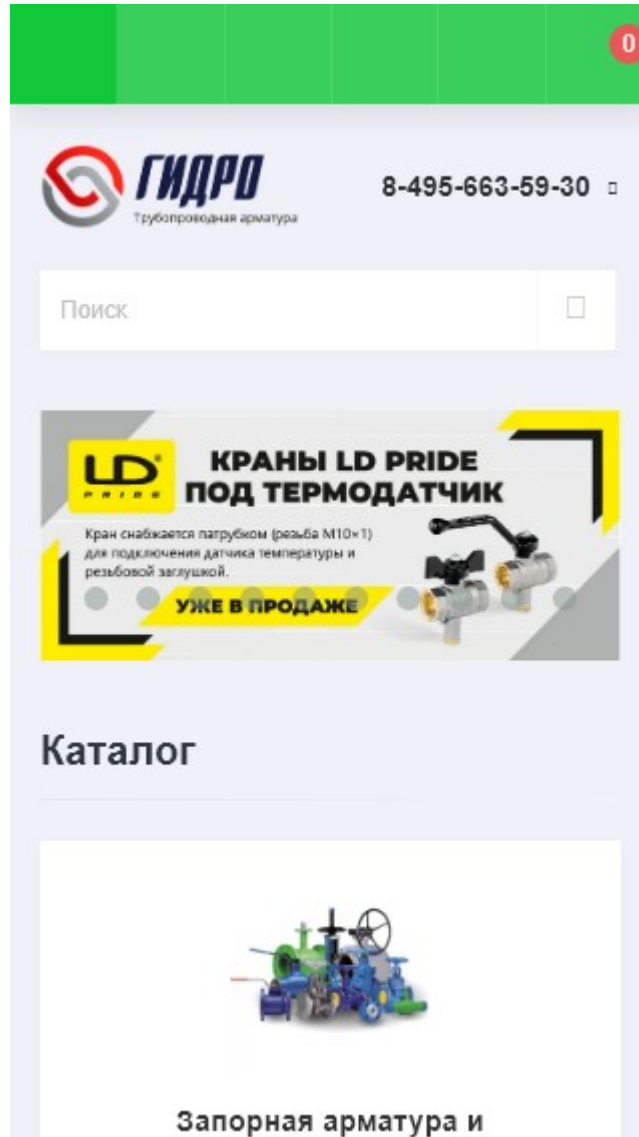 0
ГИДРО
Трубопроводная арматура
8-495-663-59-30
Поиск
LD
PRIDE
КРАНЫ LD PRIDE
ПОД ТЕРМОДАТЧИК
Кран снабжается патрубком (резьба М10×1)
для подключения датчика температуры и
резьбовой заглушкой.
УЖЕ В ПРОДАЖЕ
Каталог
Запорная арматура и